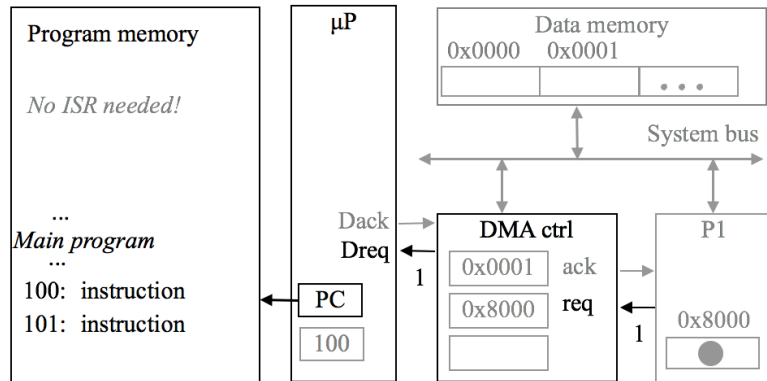 Program memory
No ISR needed!
...
Main program
...
100: instruction
101: instruction
μP
Dack
Dreq
1
PC
100
Data memory
0x0000 0x0001
...
System bus
DMA ctrl
0x0001 ack
0x8000 req
1
P1
0x8000